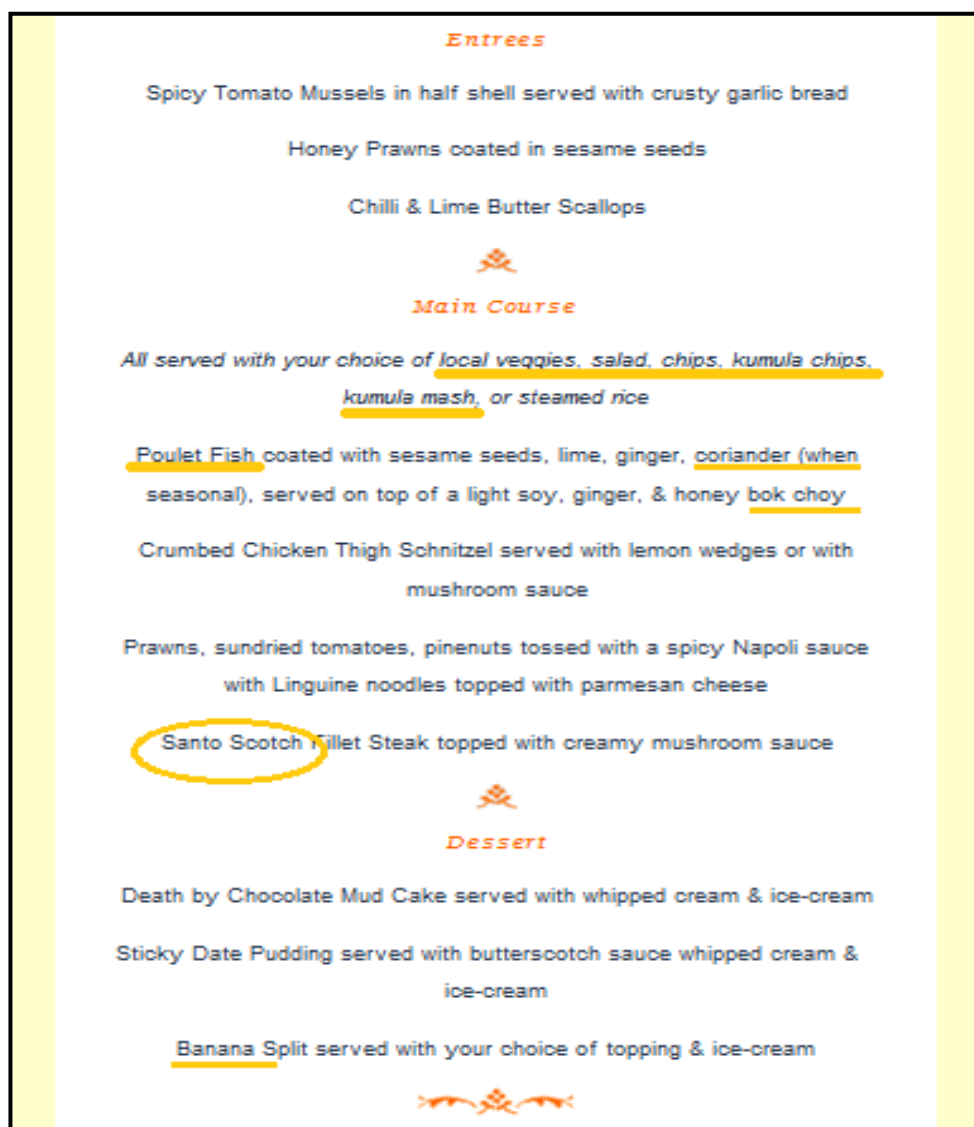 Entrees
Spicy Tomato Mussels in half shell served with crusty garlic bread
Honey Prawns coated in sesame seeds
Chilli & Lime Butter Scallops
Main Course
All served with your choice of local veggies, salad, chips, kumula chips,
kumula mash, or steamed rice
Poulet Fish coated with sesame seeds, lime, ginger, coriander (when
seasonal), served on top of a light soy, ginger, & honey bok choy
Crumbed Chicken Thigh Schnitzel served with lemon wedges or with
mushroom sauce
Prawns, sundried tomatoes, pinenuts tossed with a spicy Napoli sauce
with Linguine noodles topped with parmesan cheese
Santo Scotch Fillet Steak topped with creamy mushroom sauce
Dessert
Death by Chocolate Mud Cake served with whipped cream & ice-cream
Sticky Date Pudding served with butterscotch sauce whipped cream &
ice-cream
Banana Split served with your choice of topping & ice-cream